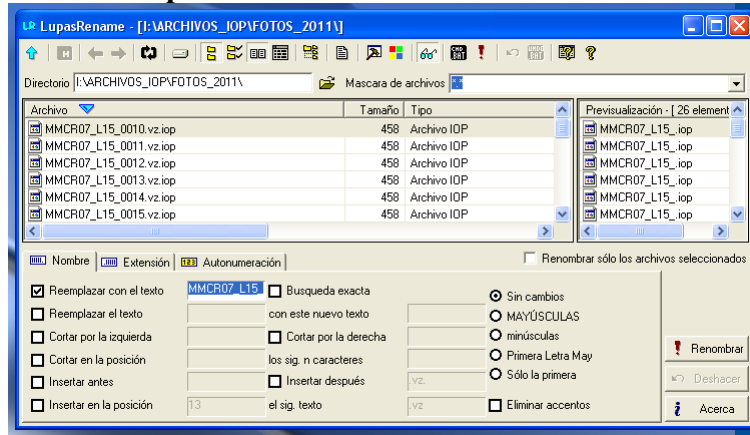 LR LupasRename - [I:\ARCHIVOS_IOP\FOTOS_2011\]
Directorio I:\ARCHIVOS_IOP\FOTOS_2011\ Mascara de archivos *.*
Archivo Tamaño Tipo Previsualización - [ 26 element
MMCR07_L15_0010.vz.iop 458 Archivo IOP MMCR07_L15_.iop
MMCR07_L15_0011.vz.iop 458 Archivo IOP MMCR07_L15_.iop
MMCR07_L15_0012.vz.iop 458 Archivo IOP MMCR07_L15_.iop
MMCR07_L15_0013.vz.iop 458 Archivo IOP MMCR07_L15_.iop
MMCR07_L15_0014.vz.iop 458 Archivo IOP MMCR07_L15_.iop
MMCR07_L15_0015.vz.iop 458 Archivo IOP MMCR07_L15_.iop
Nombre Extensión Autonumeración Renombrar sólo los archivos seleccionados
Reemplazar con el texto MMCR07_L15_ Busqueda exacta Sin cambios
Reemplazar el texto con este nuevo texto MAYÚSCULAS
Cortar por la izquierda Cortar por la derecha minúsculas
Cortar en la posición los sig. n caracteres Primera Letra May Renombrar
Insertar antes Insertar después .vz. Sólo la primera Deshacer
Insertar en la posición 13 el sig. texto .vz Eliminar accentos Acerca